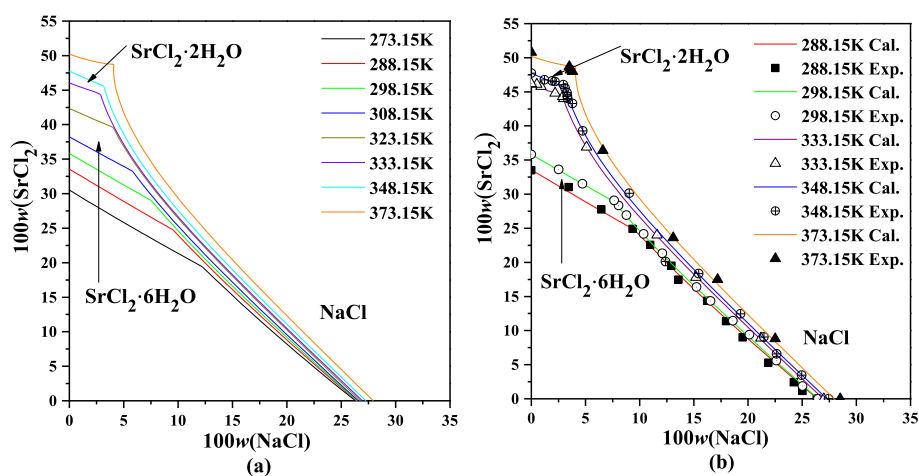 55
50
45
40
35
30
25
20
15
10
5
0
100w(SrCl₂)
SrCl₂·2H₂O
SrCl₂·6H₂O
NaCl
273.15K
288.15K
298.15K
308.15K
323.15K
333.15K
348.15K
373.15K
0 5 10 15 20 25 30 35
100w(NaCl)
(a)
55
50
45
40
35
30
25
20
15
10
5
0
100w(SrCl₂)
SrCl₂·2H₂O
SrCl₂·6H₂O
NaCl
288.15K Cal.
288.15K Exp.
298.15K Cal.
298.15K Exp.
333.15K Cal.
333.15K Exp.
348.15K Cal.
348.15K Exp.
373.15K Cal.
373.15K Exp.
0 5 10 15 20 25 30 35
100w(NaCl)
(b)